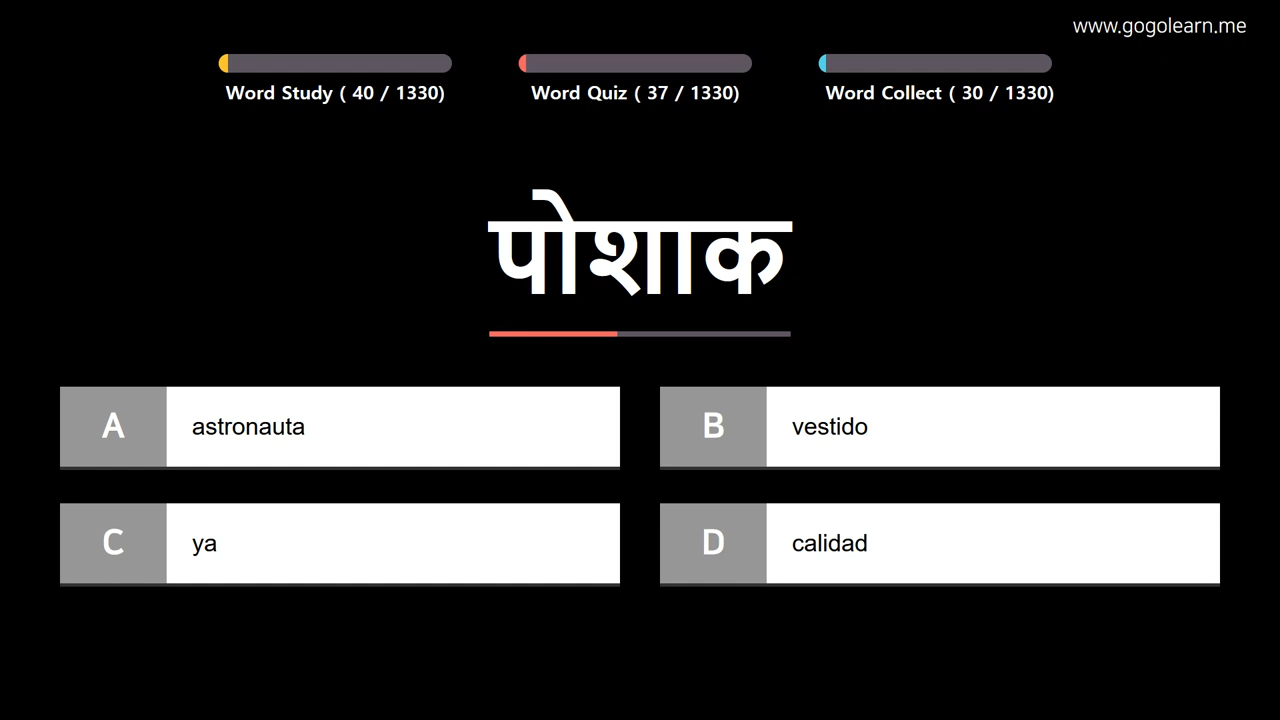 www.gogolearn.me
Word Study ( 40 / 1330)
Word Quiz ( 37 / 1330)
Word Collect ( 30 / 1330)
पोशाक
A astronauta
B vestido
C ya
D calidad